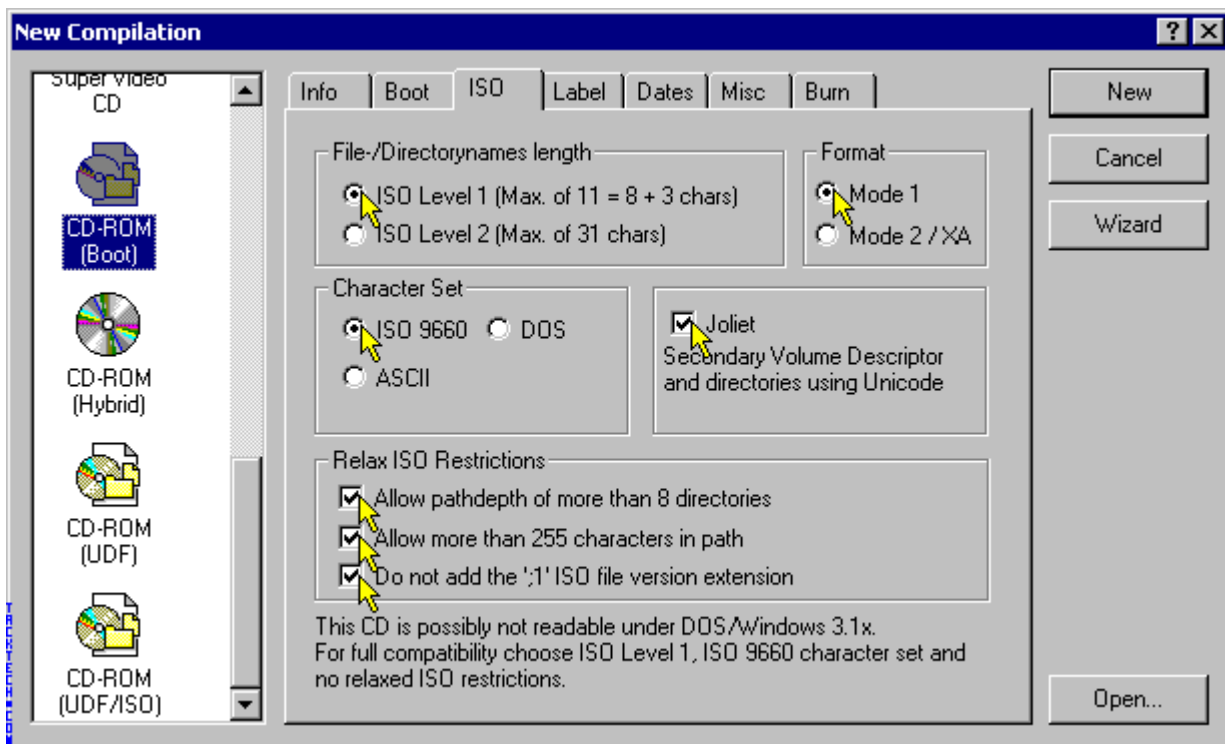 New Compilation
Super Video
CD
CD-ROM
(Boot)
CD-ROM
(Hybrid)
CD-ROM
(UDF)
CD-ROM
(UDF/ISO)
Info Boot ISO Label Dates Misc Burn
File-/Directorynames length
ISO Level 1 (Max. of 11 = 8 + 3 chars)
ISO Level 2 (Max. of 31 chars)
Format
Mode 1
Mode 2 / XA
Character Set
ISO 9660 DOS
ASCII
Joliet
Secondary Volume Descriptor
and directories using Unicode
Relax ISO Restrictions
Allow pathdepth of more than 8 directories
Allow more than 255 characters in path
Do not add the ';1' ISO file version extension
This CD is possibly not readable under DOS/Windows 3.1x.
For full compatibility choose ISO Level 1, ISO 9660 character set and
no relaxed ISO restrictions.
New
Cancel
Wizard
Open...